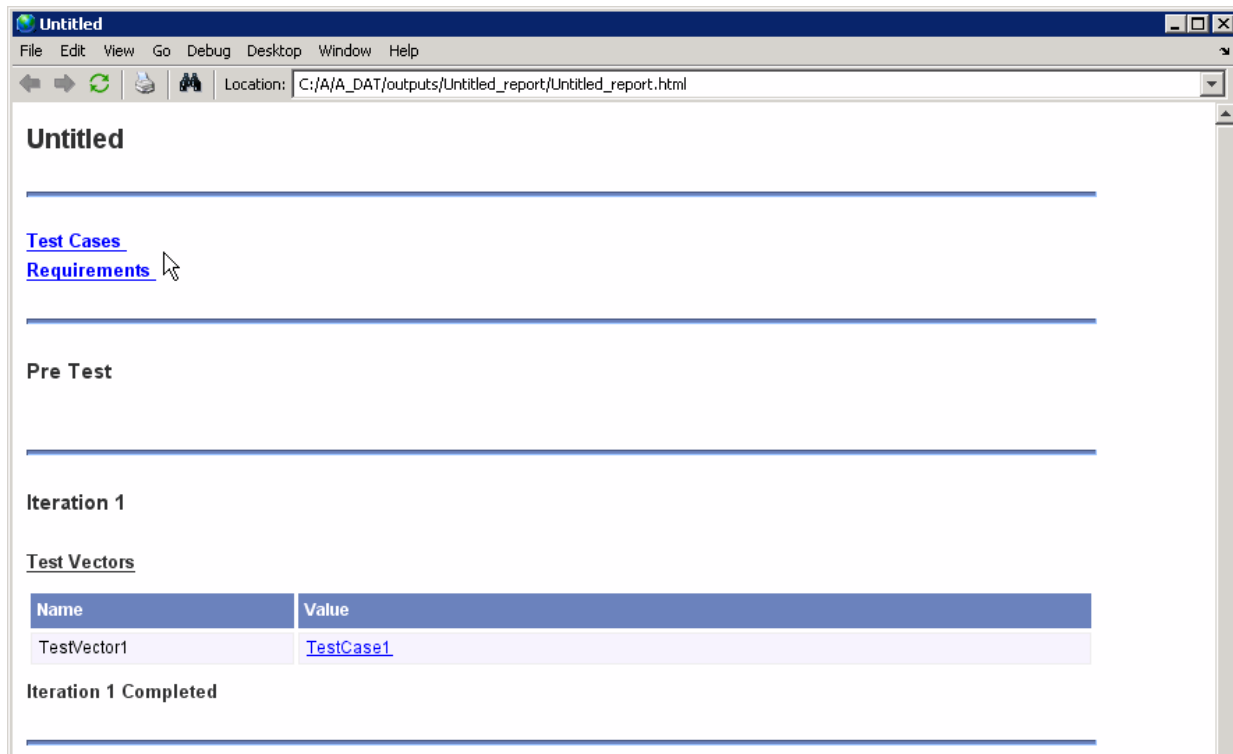 Untitled
File Edit View Go Debug Desktop Window Help
Location: C:/A/A_DAT/outputs/Untitled_report/Untitled_report.html
Untitled
Test Cases
Requirements
Pre Test
Iteration 1
Test Vectors
Name Value
TestVector1 TestCase1
Iteration 1 Completed